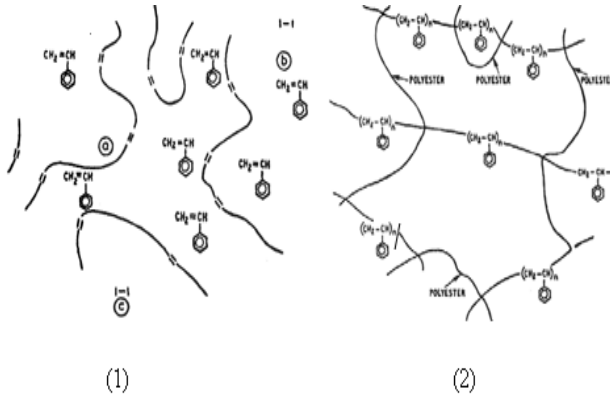 (CH₂-CH)ₙ
(CH₂-CH)ₙ
(CH₂-CH)ₙ
I-I
b
CH₂=CH
CH₂=CH
CH₂=CH
POLYESTER
POLYESTER
POLYESTER
a
CH₂=CH
(CH₂-CH)ₙ
(CH₂-CH)ₙ
CH₂=CH
CH₂=CH
CH₂-CH
CH₂=CH
(CH₂-CH)ₙ
I-I
c
POLYESTER
(CH₂-CH)ₙ
(1)
(2)